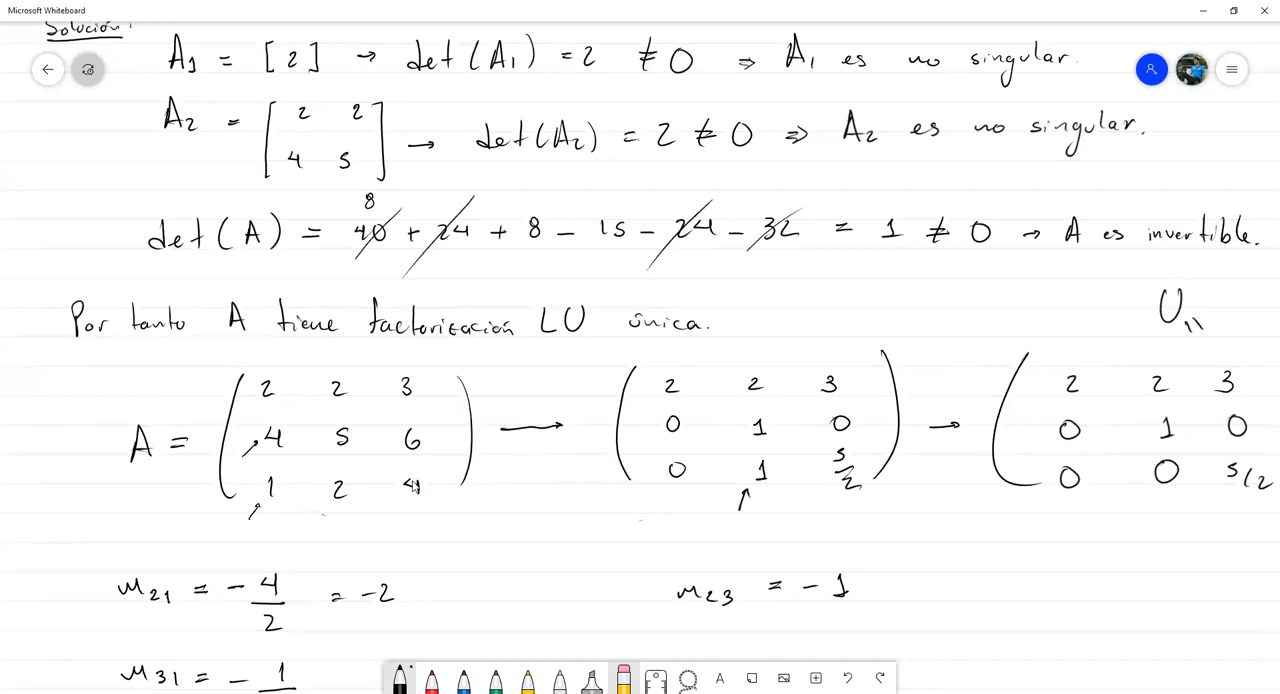 Microsoft Whiteboard
Solución:
A₁ = [2] → det(A₁) = 2 ≠ 0 ⇒ A₁ es no singular.
A₂ = [2 2
4 5] → det(A₂) = 2 ≠ 0 ⇒ A₂ es no singular.
8
det(A) = 40 + 24 + 8 - 15 - 24 - 32 = 1 ≠ 0 → A es invertible.
Por tanto A tiene factorización LU única.
U₁₁
A = (2 2 3
4 5 6
1 2 4) → (2 2 3
0 1 0
0 1 5/2) → (2 2 3
0 1 0
0 0 5/2)
m₂₁ = -4/2 = -2
m₂₃ = -1
m₃₁ = -1
A